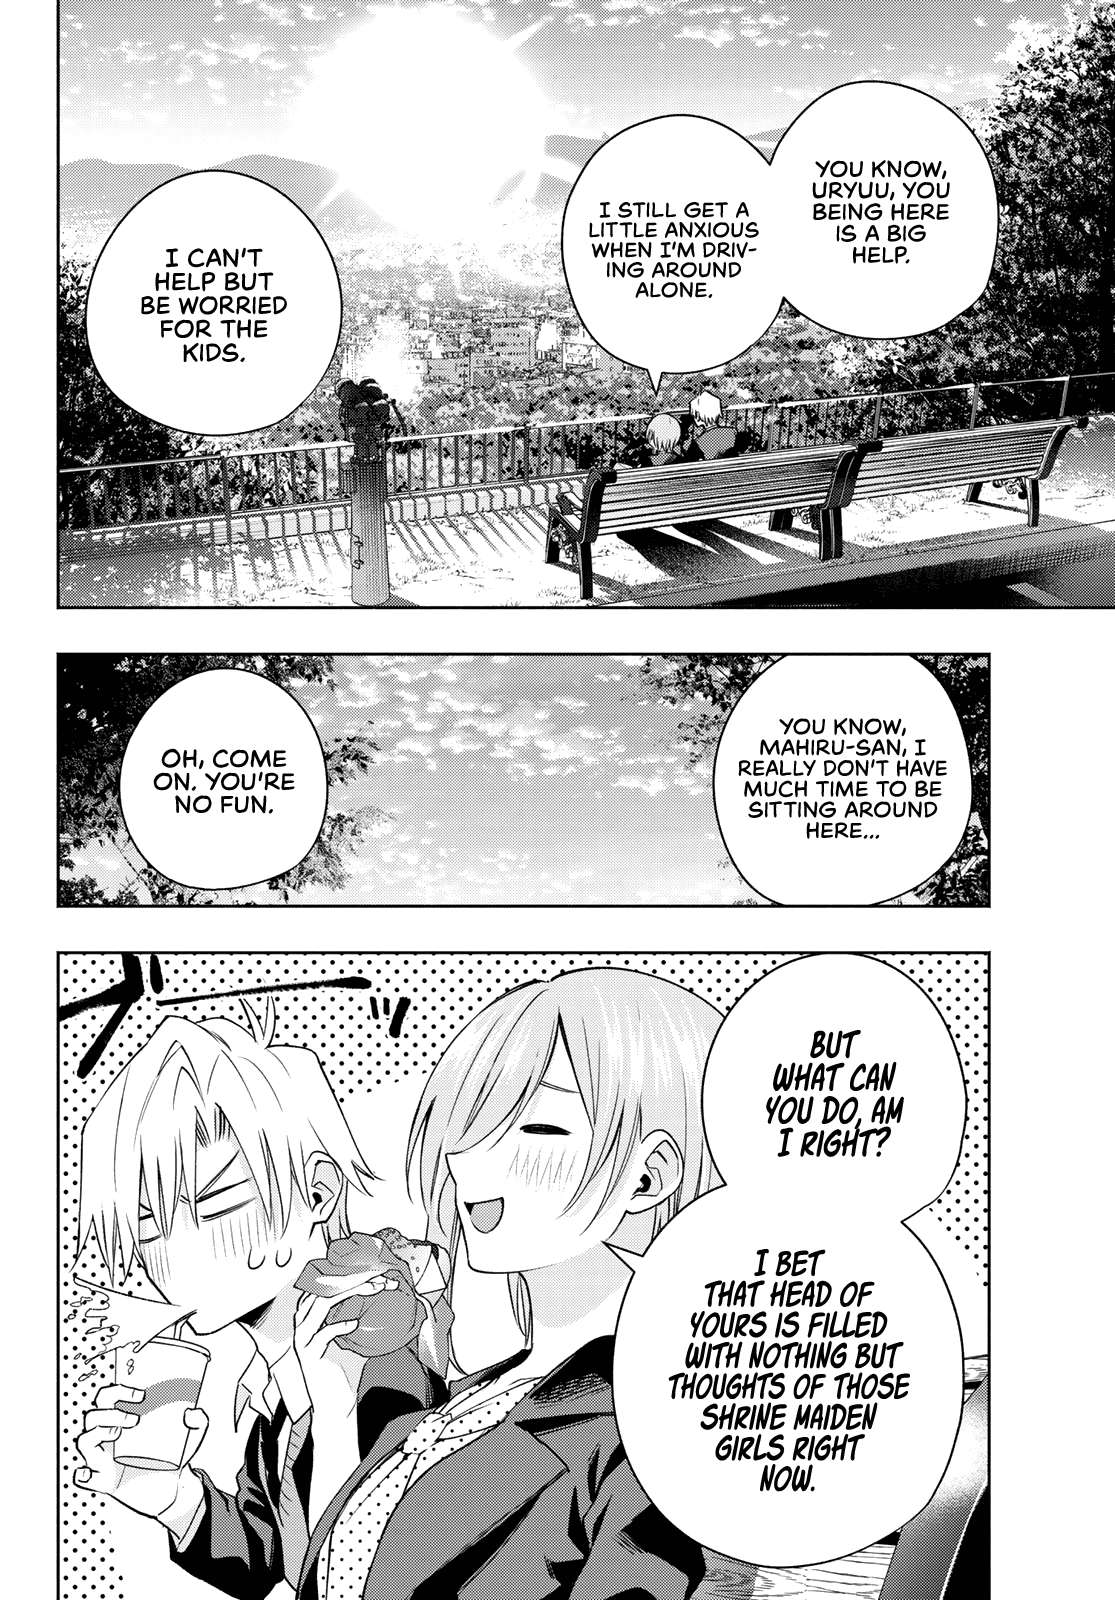 YOU KNOW,
URYUU, YOU
BEING HERE
IS A BIG
HELP.
I STILL GET A
LITTLE ANXIOUS
WHEN I'M DRIV-
ING AROUND
ALONE.
I CAN'T
HELP BUT
BE WORRIED
FOR THE
KIDS.
YOU KNOW,
MAHIRU-SAN, I
REALLY DON'T HAVE
MUCH TIME TO BE
SITTING AROUND
HERE...
OH, COME
ON. YOU'RE
NO FUN.
BUT
WHAT CAN
YOU DO, AM
I RIGHT?
I BET
THAT HEAD OF
YOURS IS FILLED
WITH NOTHING BUT
THOUGHTS OF THOSE
SHRINE MAIDEN
GIRLS RIGHT
NOW.